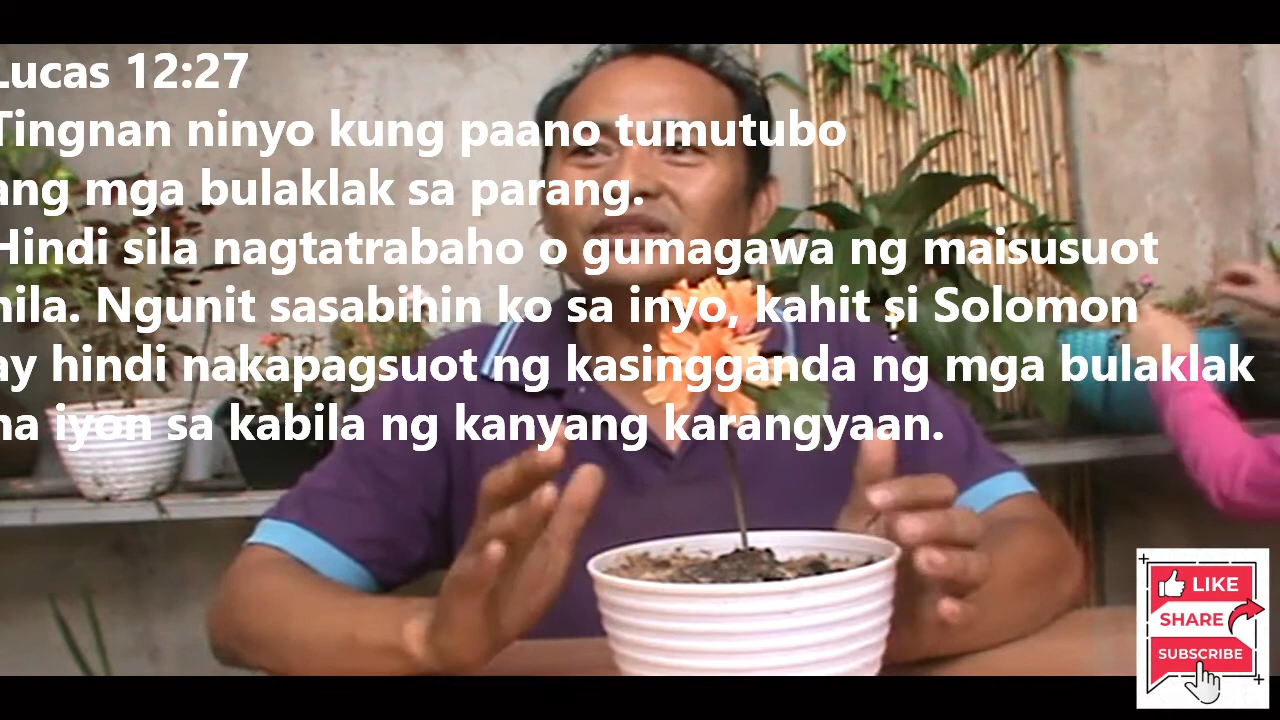 Lucas 12:27
Tingnan ninyo kung paano tumutubo
ang mga bulaklak sa parang.
Hindi sila nagtatrabaho o gumagawa ng maisusuot
nila. Ngunit sasabihin ko sa inyo, kahit si Solomon
ay hindi nakapagsuot ng kasingganda ng mga bulaklak
na iyon sa kabila ng kanyang karangyaan.
LIKE
SHARE
SUBSCRIBE